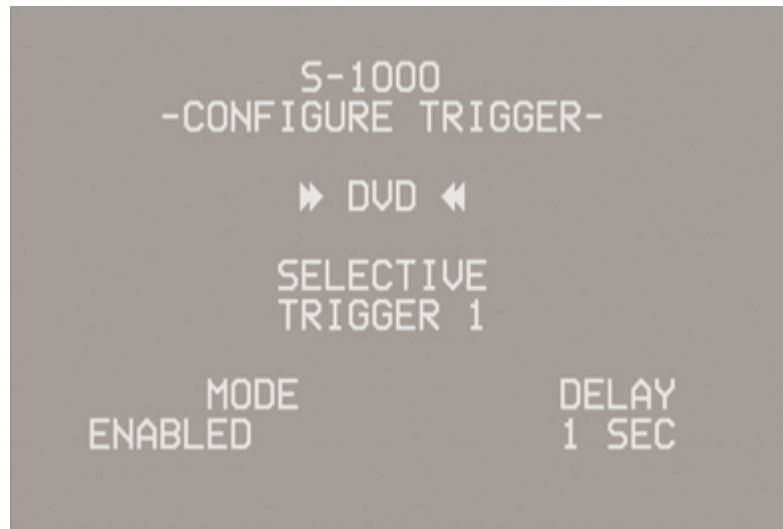 S-1000
-CONFIGURE TRIGGER-
DVD
SELECTIVE
TRIGGER 1
MODE DELAY
ENABLED 1 SEC